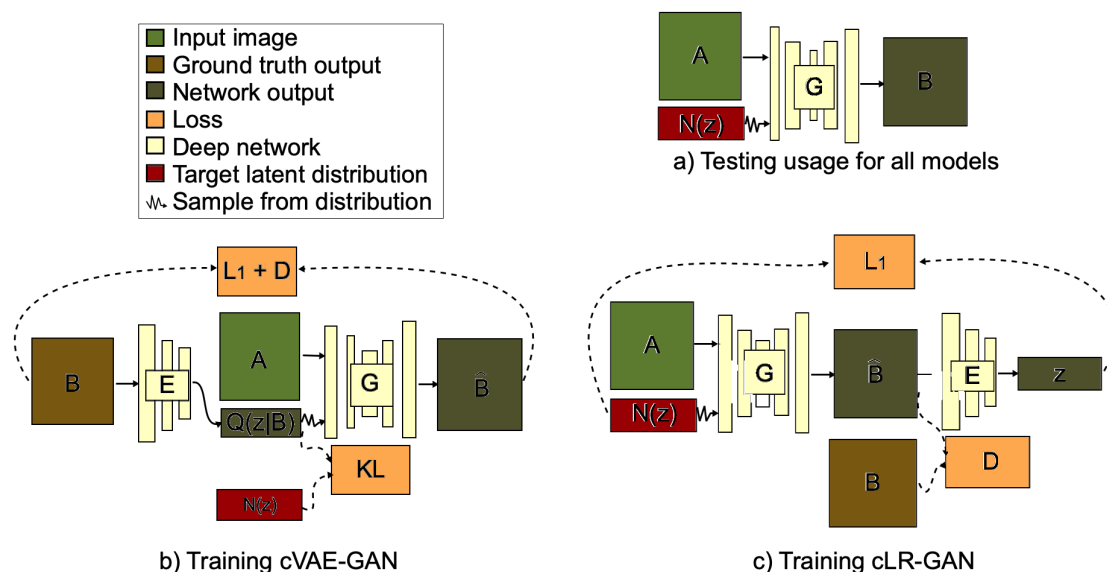 Input image
Ground truth output
Network output
Loss
Deep network
Target latent distribution
Sample from distribution
A
N(z)
G
B
a) Testing usage for all models
L1 + D
B
E
A
Q(z|B)
G
B̂
KL
N(z)
b) Training cVAE-GAN
L1
A
N(z)
G
B̂
E
z
B
D
c) Training cLR-GAN